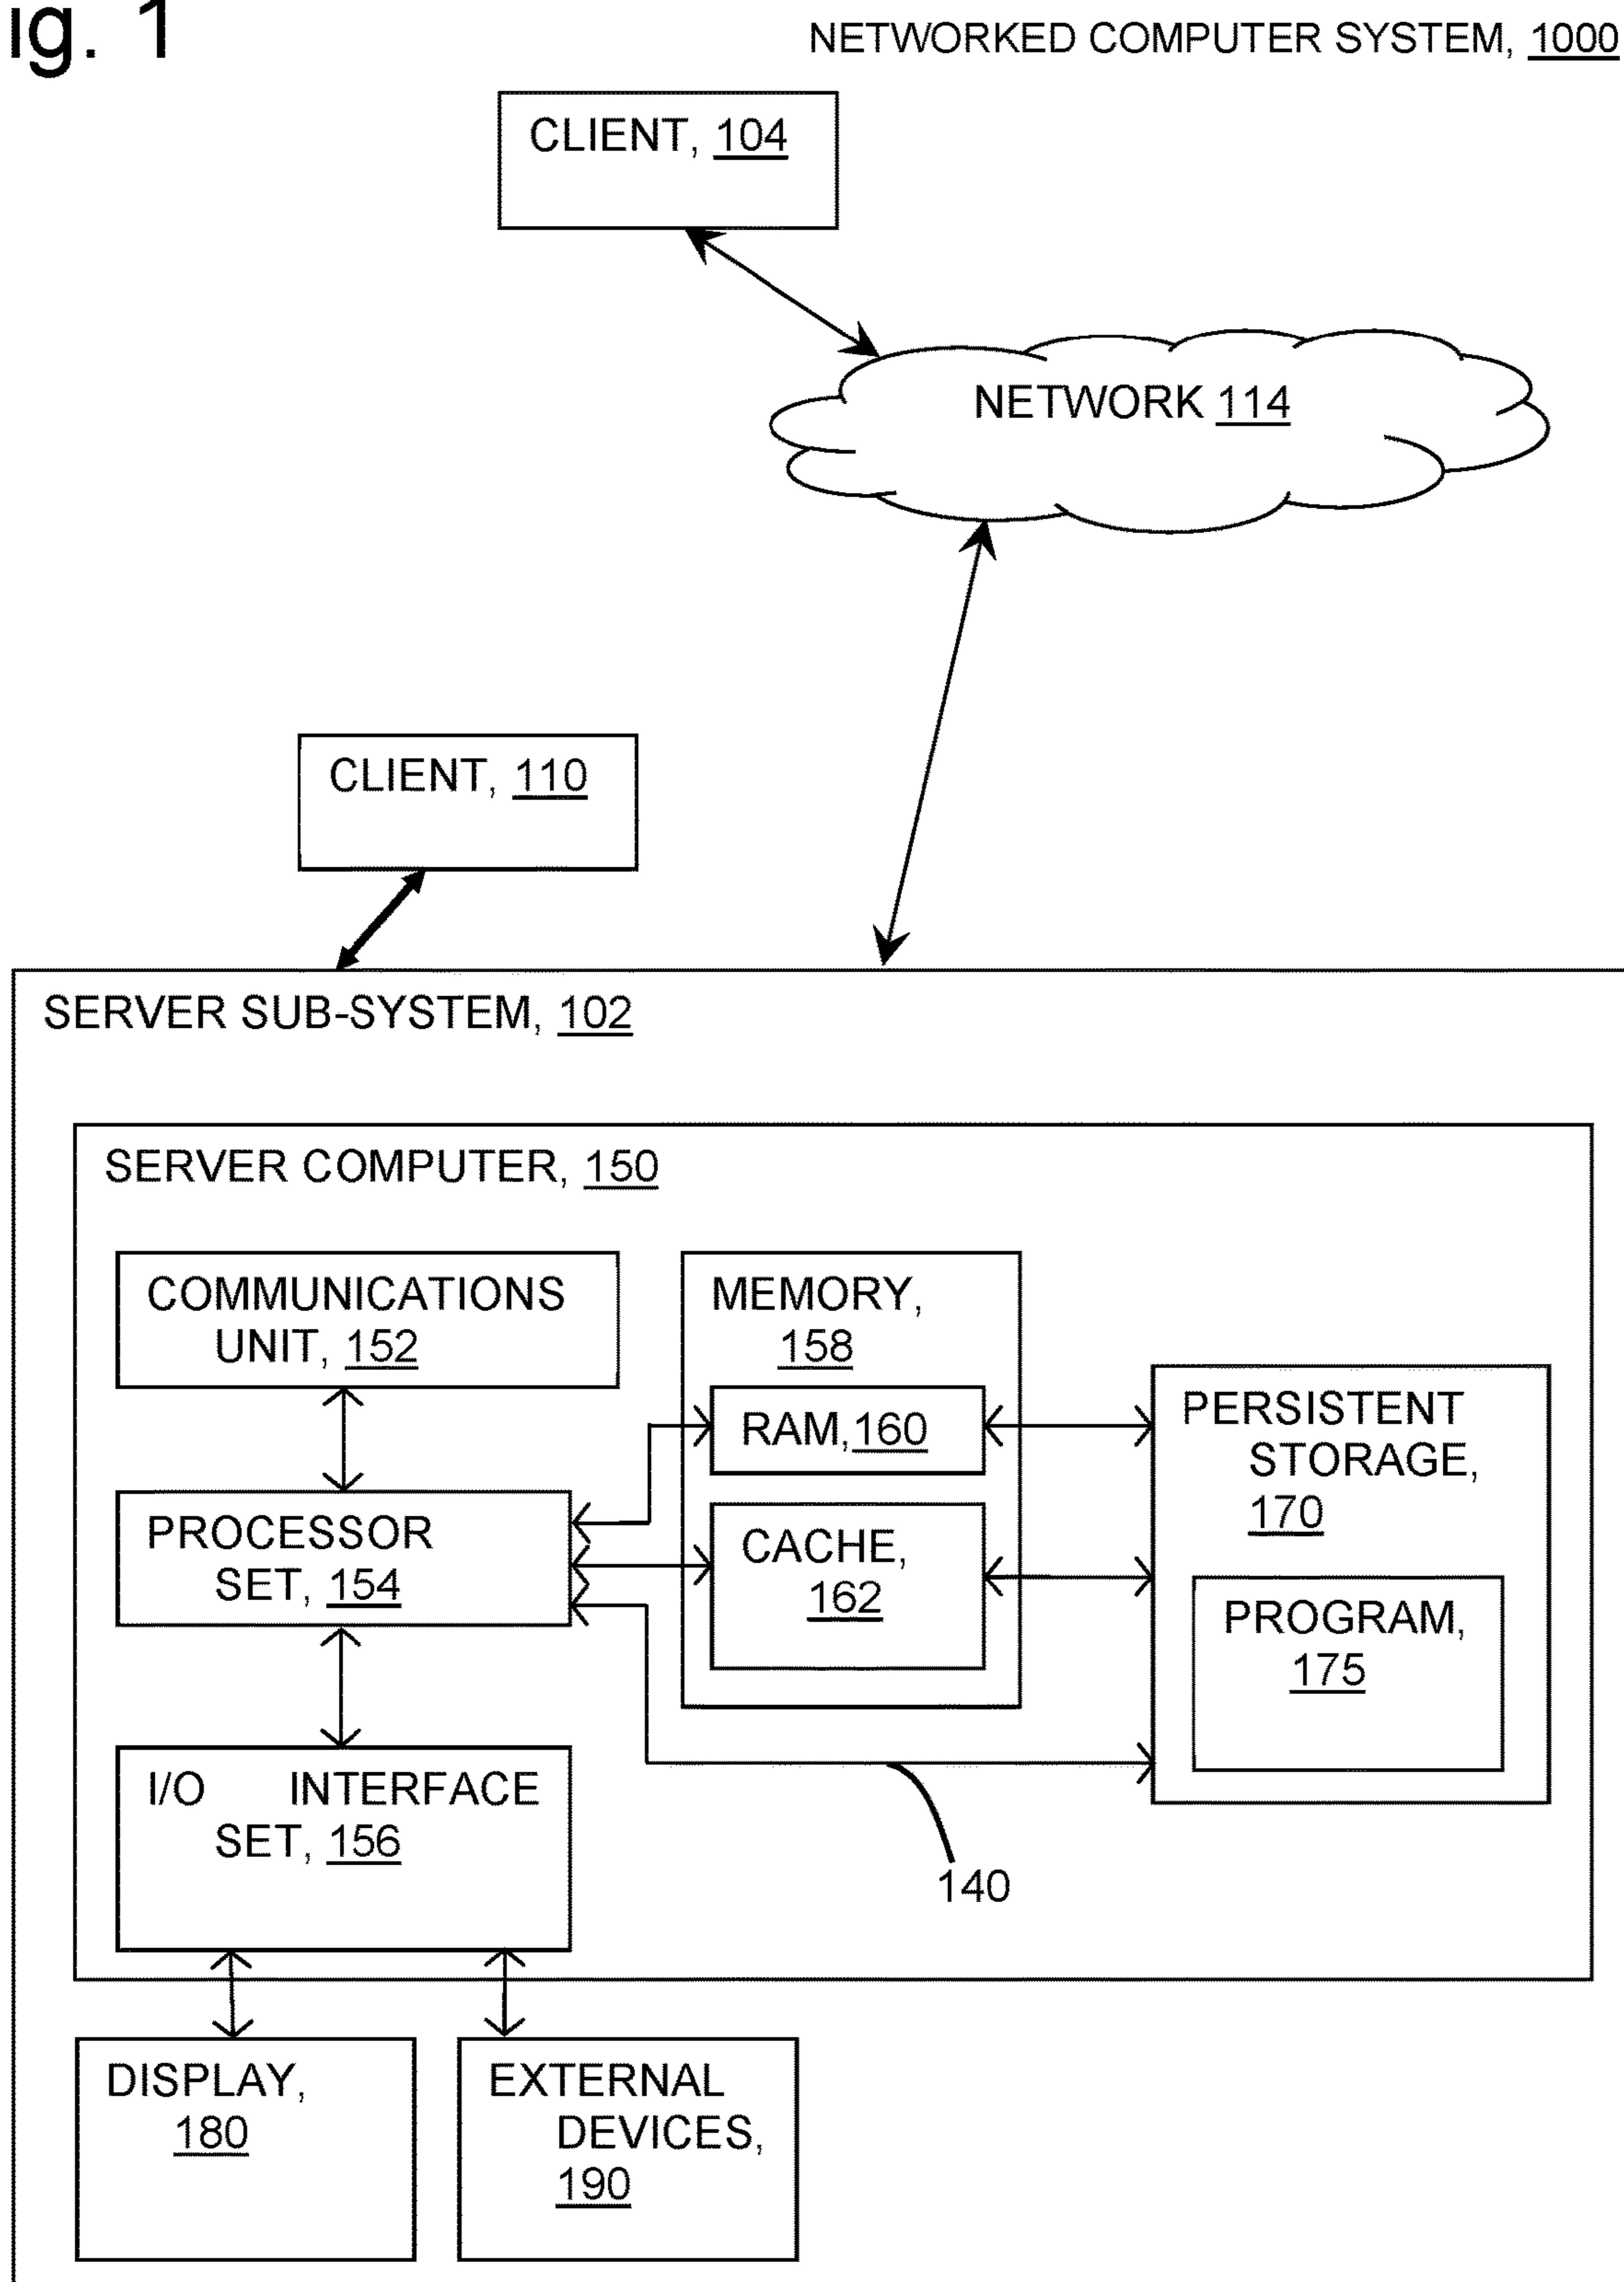 ig. 1
NETWORKED COMPUTER SYSTEM, 1000
CLIENT, 104
NETWORK 114
CLIENT, 110
SERVER SUB-SYSTEM, 102
SERVER COMPUTER, 150
COMMUNICATIONS
UNIT, 152
MEMORY,
158
RAM,160
CACHE,
162
PERSISTENT
STORAGE,
170
PROGRAM,
175
PROCESSOR
SET, 154
I/O INTERFACE
SET, 156
140
DISPLAY,
180
EXTERNAL
DEVICES,
190